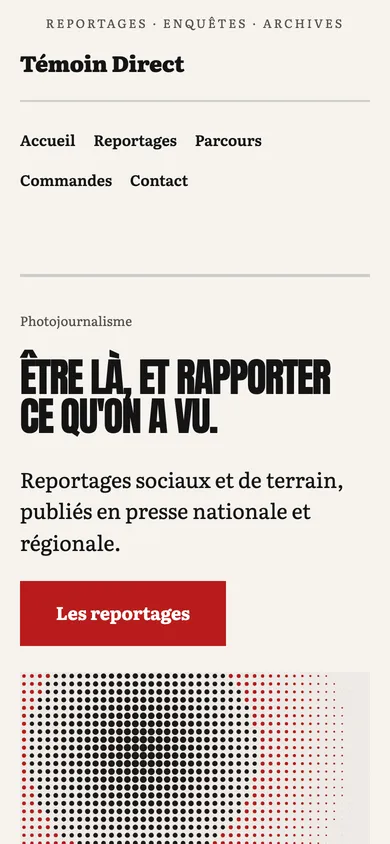 REPORTAGES · ENQUÊTES · ARCHIVES
Témoin Direct
Accueil Reportages Parcours
Commandes Contact
Photojournalisme
ÊTRE LÀ, ET RAPPORTER
CE QU'ON A VU.
Reportages sociaux et de terrain,
publiés en presse nationale et
régionale.
Les reportages